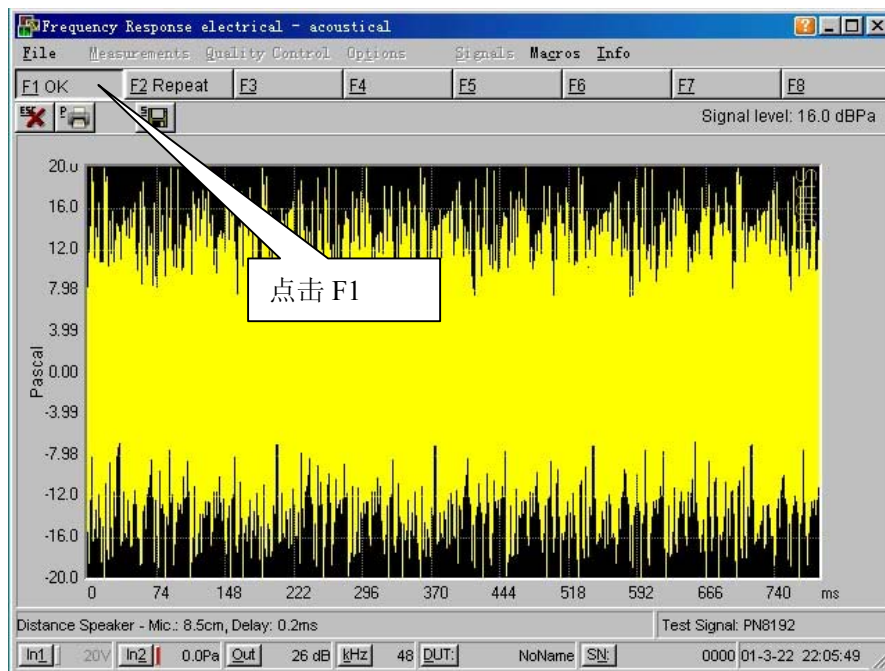 Frequency Response electrical - acoustical
File Measurements Quality Control Options Signals Macros Info
F1 OK F2 Repeat F3 F4 F5 F6 F7 F8
ESC P S Signal level: 16.0 dBPa
20.0
16.0
12.0
7.98
3.99
0.00
-3.99
-7.98
-12.0
-16.0
-20.0
Pascal
点击 F1
0 74 148 222 296 370 444 518 592 666 740 ms
Distance Speaker - Mic.: 8.5cm, Delay: 0.2ms Test Signal: PN8192
In1 20V In2 0.0Pa Out 26 dB kHz 48 DUT: NoName SN: 0000 01-3-22 22:05:49